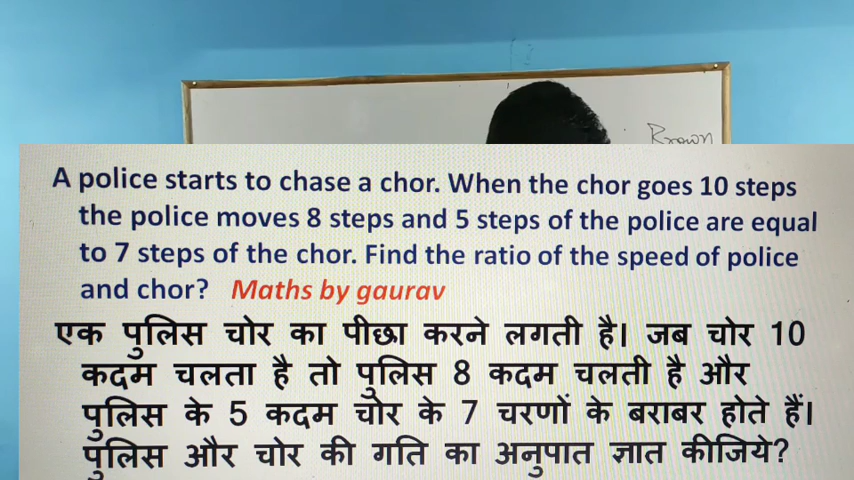 Brown
A police starts to chase a chor. When the chor goes 10 steps
the police moves 8 steps and 5 steps of the police are equal
to 7 steps of the chor. Find the ratio of the speed of police
and chor? Maths by gaurav
एक पुलिस चोर का पीछा करने लगती है। जब चोर 10
कदम चलता है तो पुलिस 8 कदम चलती है और
पुलिस के 5 कदम चोर के 7 चरणों के बराबर होते हैं।
पुलिस और चोर की गति का अनुपात ज्ञात कीजिये?